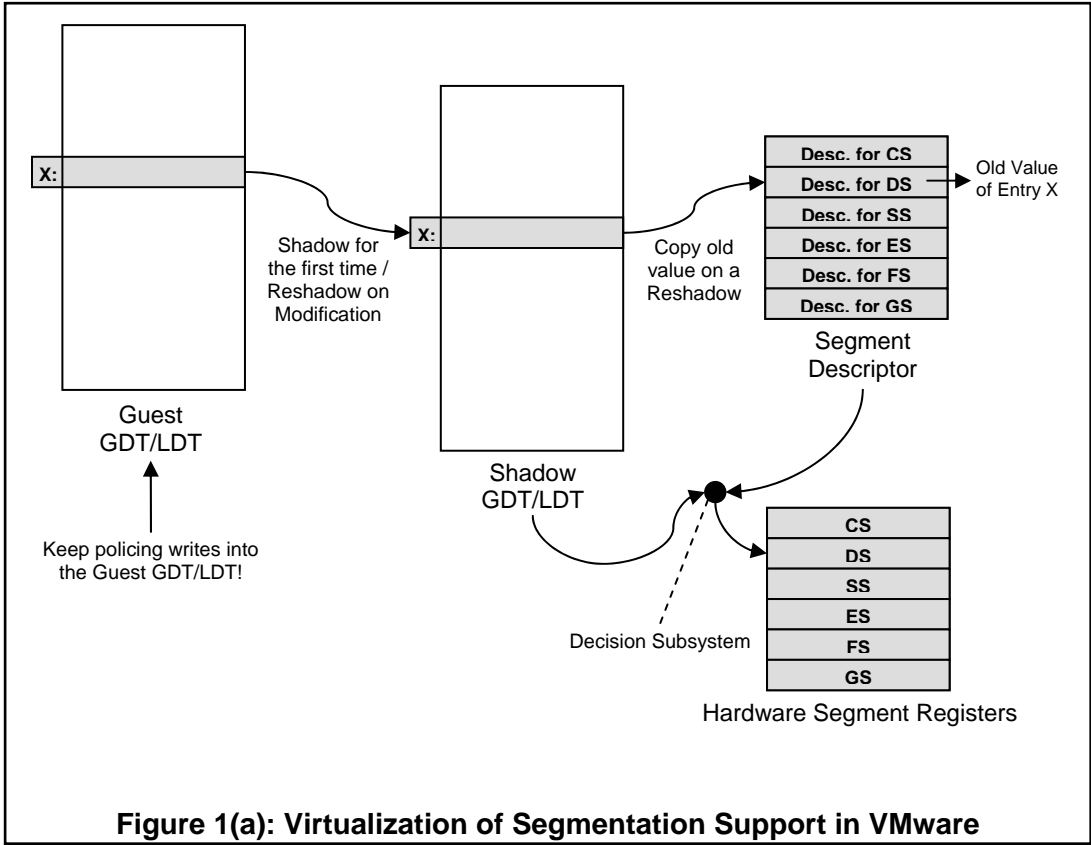 X:
Guest
GDT/LDT
Keep policing writes into
the Guest GDT/LDT!
Shadow for
the first time /
Reshadow on
Modification
X:
Shadow
GDT/LDT
Copy old
value on a
Reshadow
Desc. for CS
Desc. for DS
Desc. for SS
Desc. for ES
Desc. for FS
Desc. for GS
Old Value
of Entry X
Segment
Descriptor
Decision Subsystem
CS
DS
SS
ES
FS
GS
Hardware Segment Registers
Figure 1(a): Virtualization of Segmentation Support in VMware